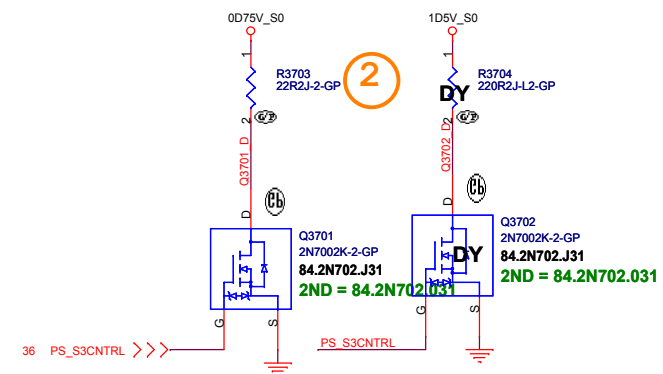 0D75V_S0
1D5V_S0
1
R3703
22R2J-2-GP
2
1
R3704
220R2J-L2-GP
DY
2
2
Q3701_D
Q3702_D
D
D
Q3701
2N7002K-2-GP
84.2N702.J31
2ND = 84.2N702.031
Q3702
2N7002K-2-GP
84.2N702.J31
2ND = 84.2N702.031
DY
G
S
G
S
36 PS_S3CNTRL
PS_S3CNTRL